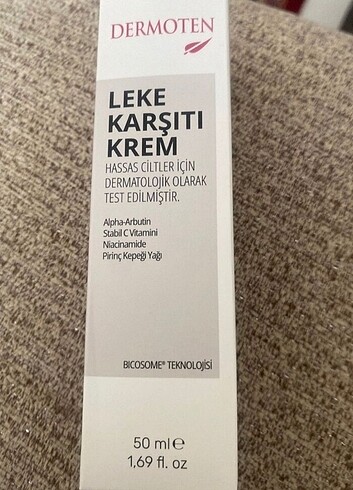 DERMOTEN
LEKE
KARŞITI
KREM
HASSAS CİLTLER İÇİN
DERMATOLOJİK OLARAK
TEST EDİLMİŞTİR.
Alpha-Arbutin
Stabil C Vitamini
Niacinamide
Pirinç Kepeği Yağı
BICOSOME® TEKNOLOJİSİ
50 ml℮
1,69 fl. oz